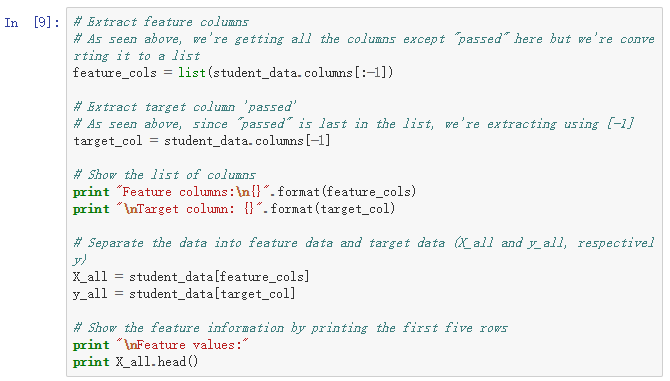 In [9]: # Extract feature columns
# As seen above, we're getting all the columns except "passed" here but we're conve
rting it to a list
feature_cols = list(student_data.columns[:-1])
# Extract target column 'passed'
# As seen above, since "passed" is last in the list, we're extracting using [-1]
target_col = student_data.columns[-1]
# Show the list of columns
print "Feature columns:\n{}".format(feature_cols)
print "\nTarget column: {}".format(target_col)
# Separate the data into feature data and target data (X_all and y_all, respectivel
y)
X_all = student_data[feature_cols]
y_all = student_data[target_col]
# Show the feature information by printing the first five rows
print "\nFeature values:"
print X_all.head()